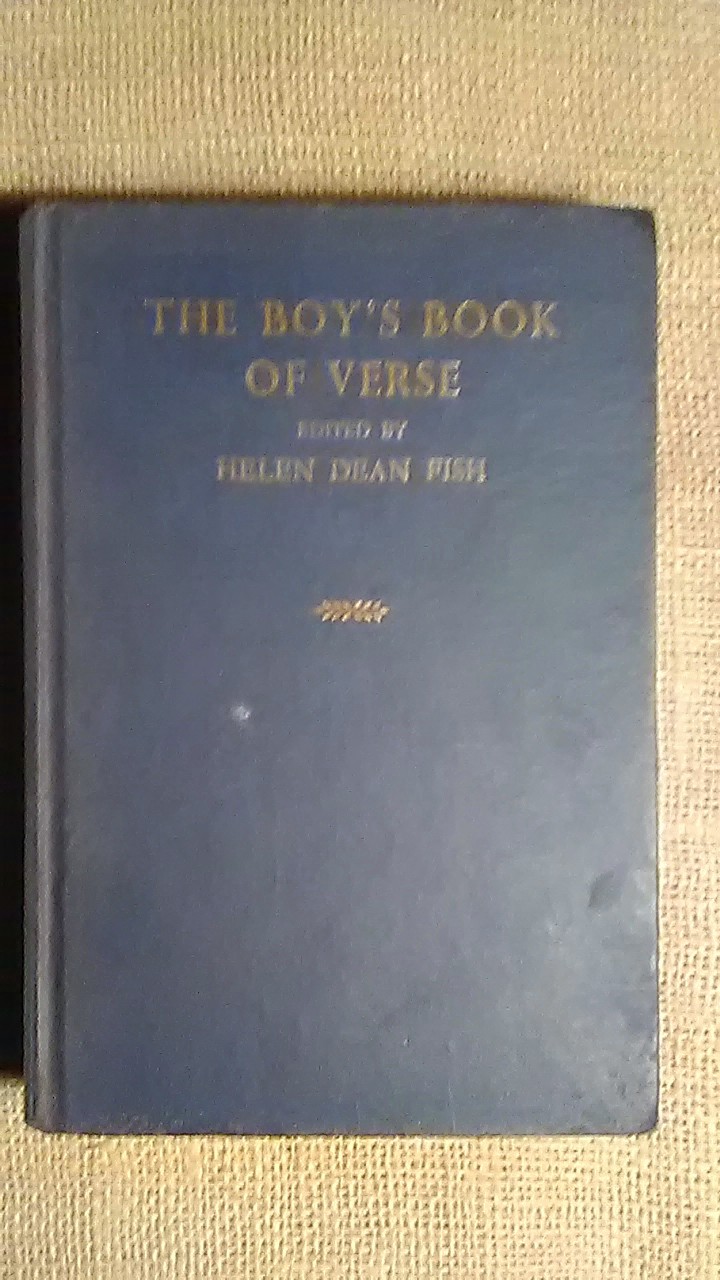 THE BOY'S BOOK
OF VERSE
EDITED BY
HELEN DEAN FISH